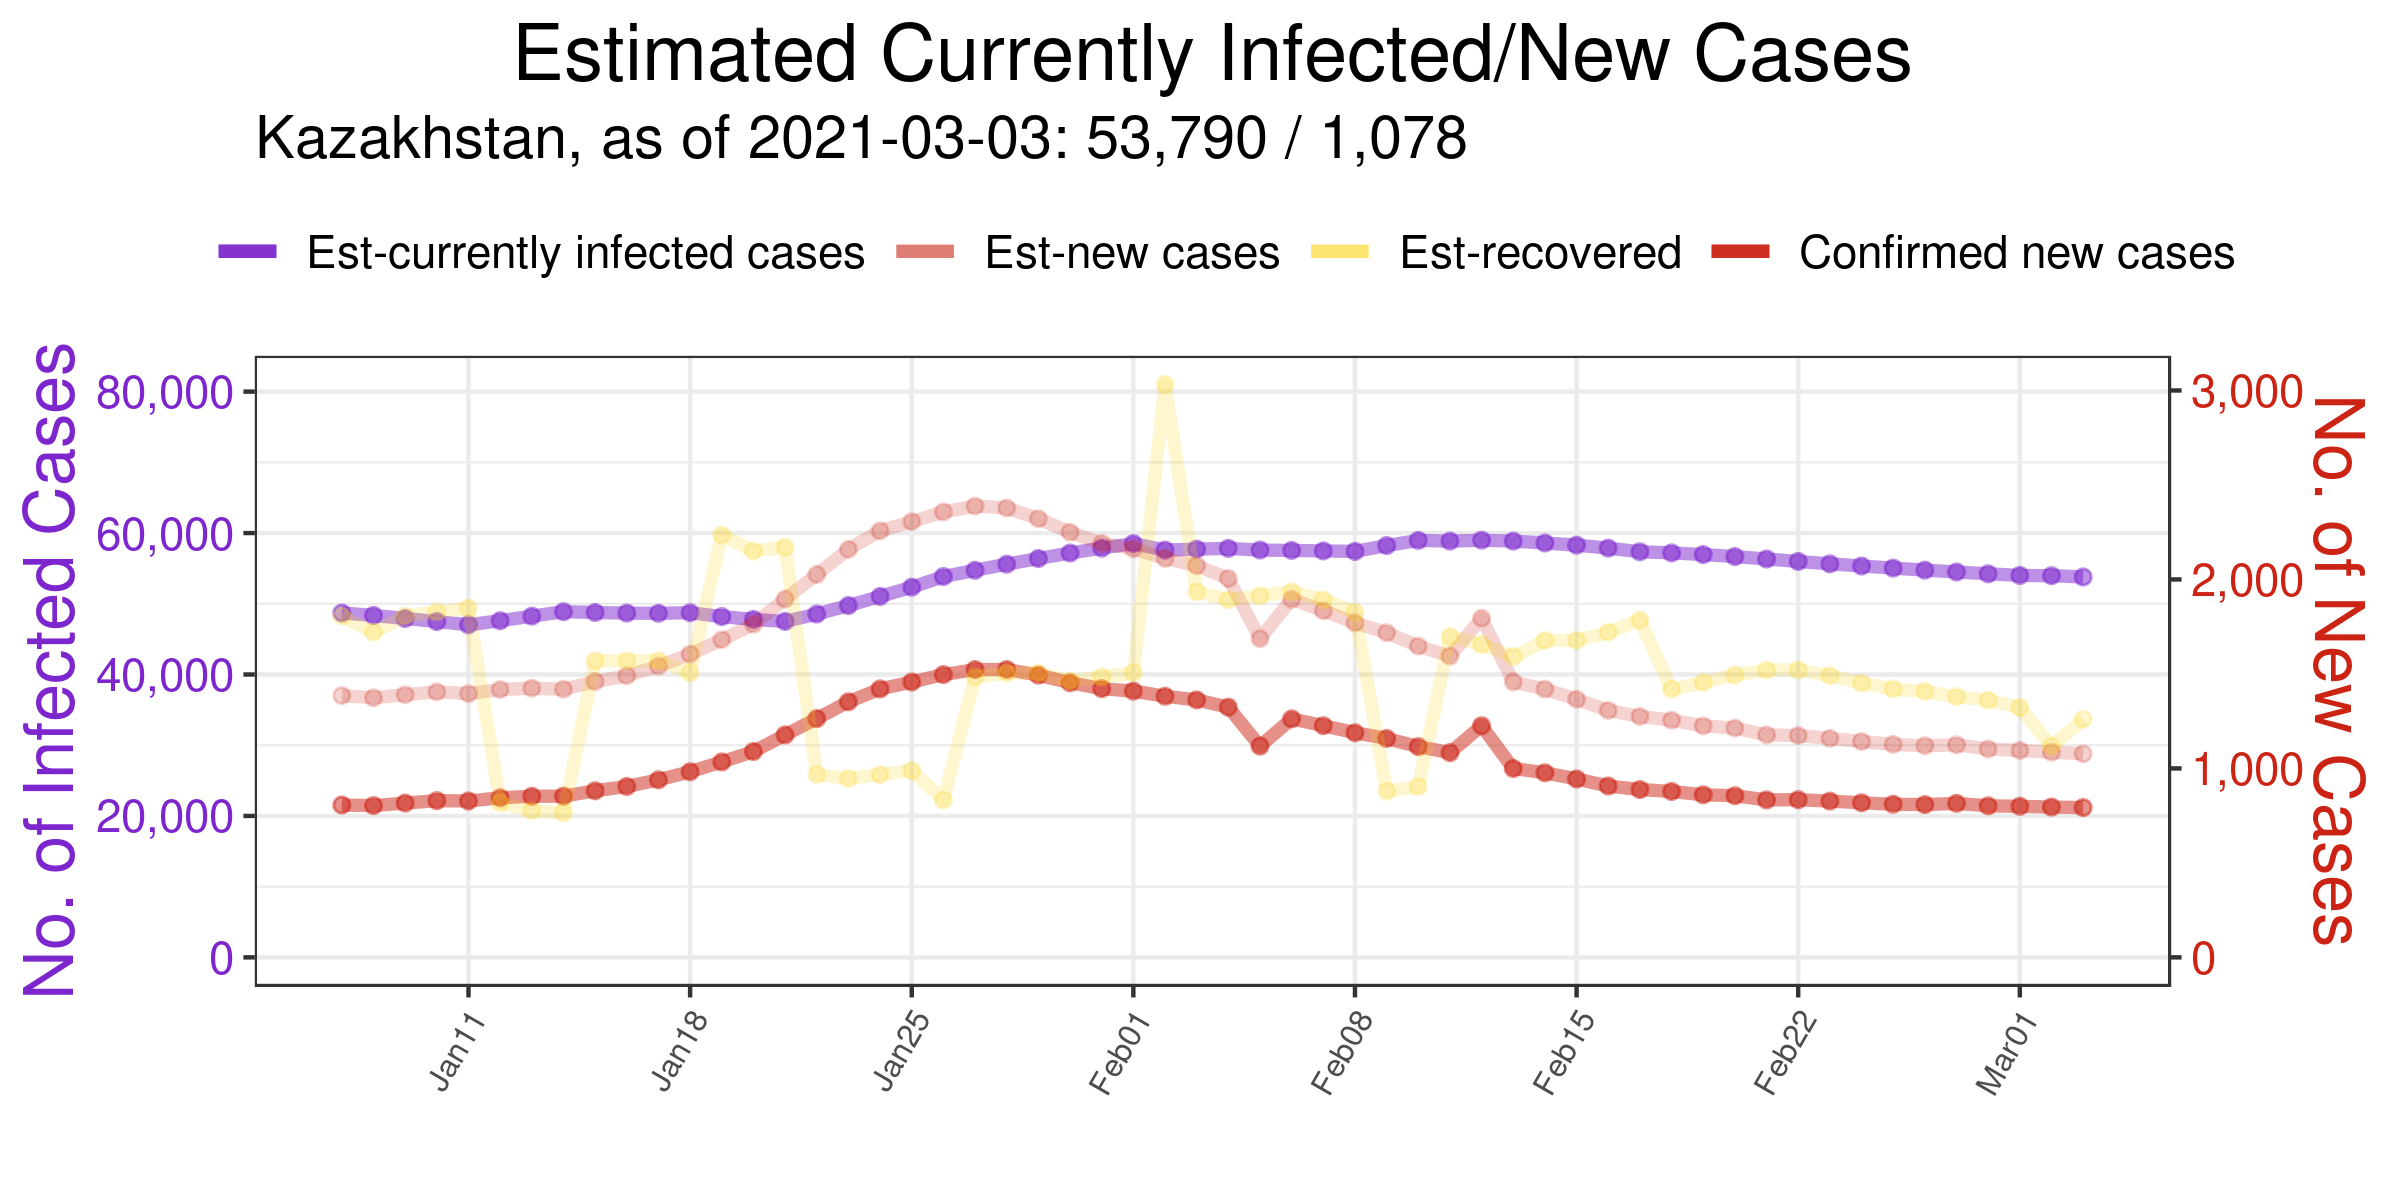 Estimated Currently Infected/New Cases
Kazakhstan, as of 2021-03-03: 53,790 / 1,078
Est-currently infected cases Est-new cases Est-recovered Confirmed new cases
No. of Infected Cases
80,000
60,000
40,000
20,000
0
3,000
2,000
1,000
0
No. of New Cases
Jan11 Jan18 Jan25 Feb01 Feb08 Feb15 Feb22 Mar01